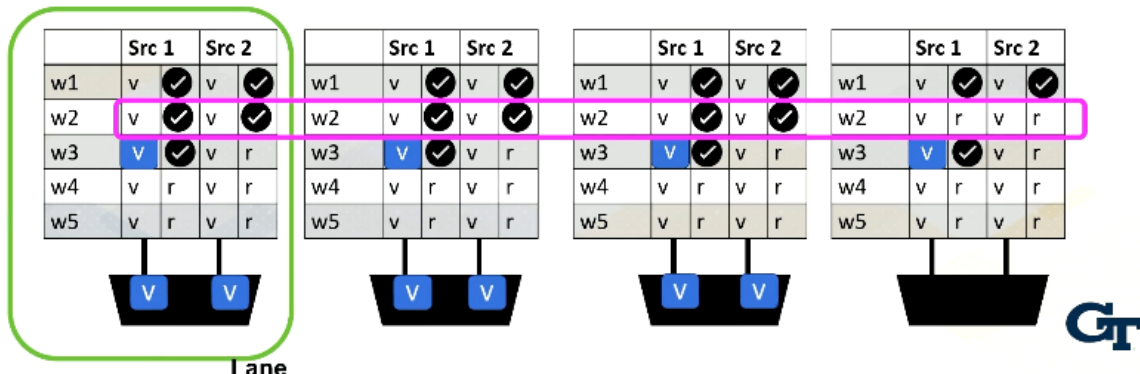 Src 1 Src 2 Src 1 Src 2 Src 1 Src 2 Src 1 Src 2
w1 v v w1 v v w1 v v w1 v v
w2 v v w2 v v w2 v v w2 v r v r
w3 V v r w3 V v r w3 V v r w3 V v r
w4 v r v r w4 v r v r w4 v r v r w4 v r v r
w5 v r v r w5 v r v r w5 v r v r w5 v r v r
V V V V V V
GT
Lane